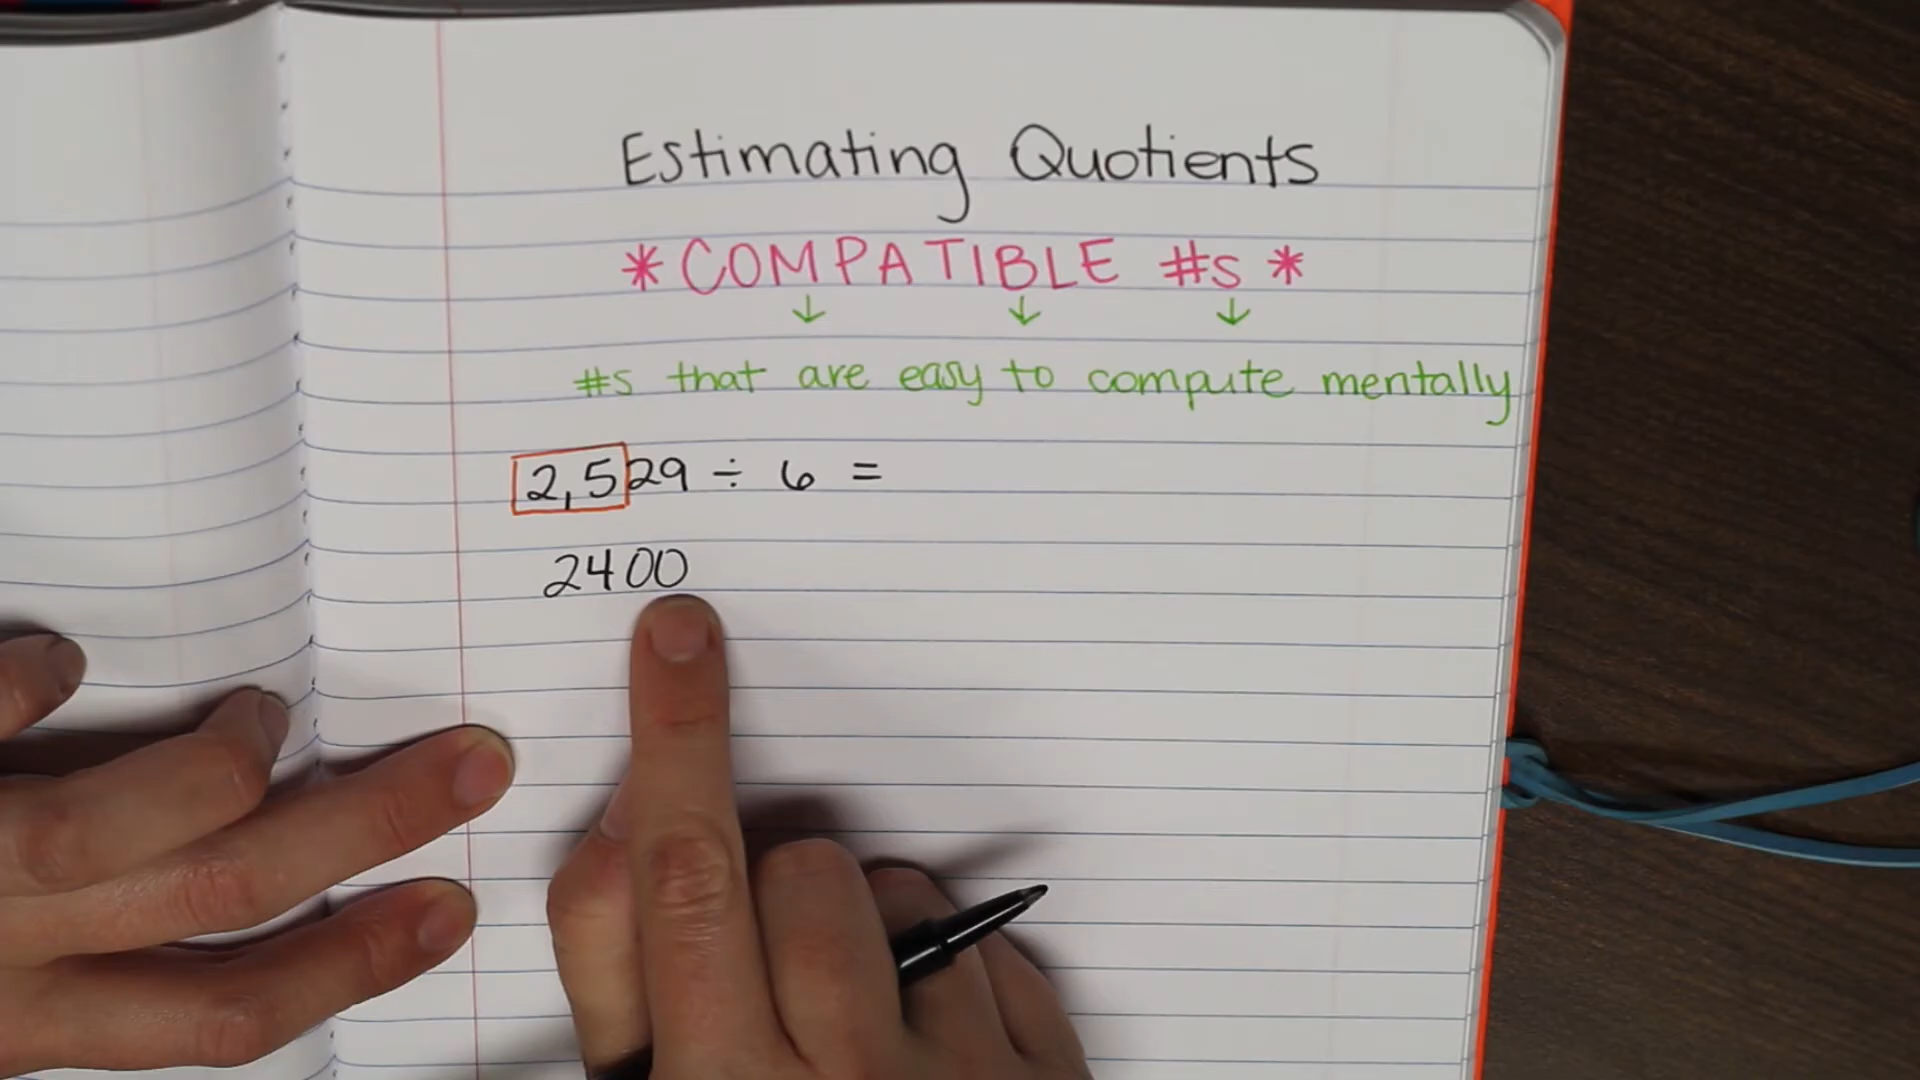 Estimating Quotients
*COMPATIBLE #s*
↓ ↓ ↓
#s that are easy to compute mentally
2,529 ÷ 6 =
2400